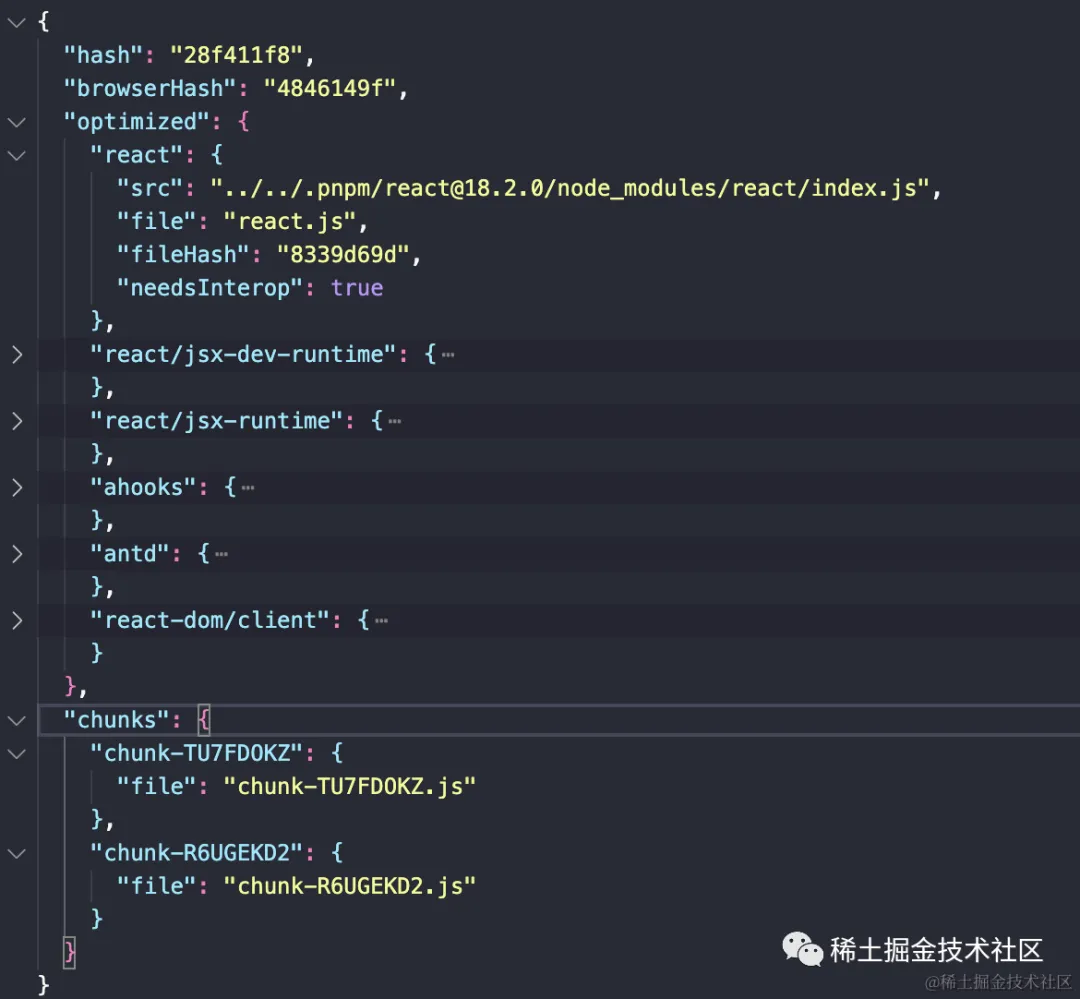 {
"hash": "28f411f8",
"browserHash": "4846149f",
"optimized": {
"react": {
"src": "../../.pnpm/react@18.2.0/node_modules/react/index.js",
"file": "react.js",
"fileHash": "8339d69d",
"needsInterop": true
},
"react/jsx-dev-runtime": {⋯
},
"react/jsx-runtime": {⋯
},
"ahooks": {⋯
},
"antd": {⋯
},
"react-dom/client": {⋯
}
},
"chunks": {
"chunk-TU7FDOKZ": {
"file": "chunk-TU7FDOKZ.js"
},
"chunk-R6UGEKD2": {
"file": "chunk-R6UGEKD2.js"
}
}
}
稀土掘金技术社区
@稀土掘金技术社区